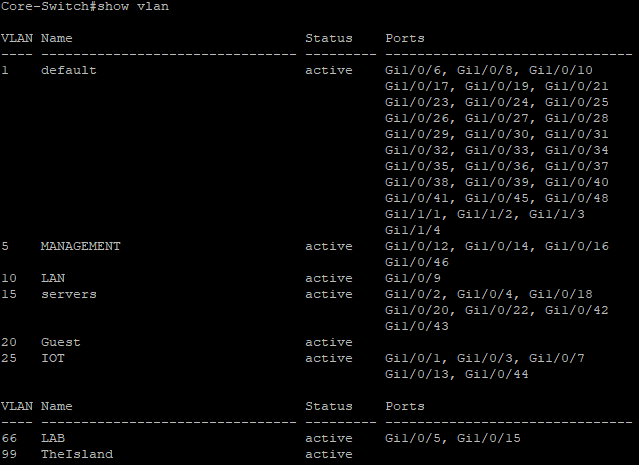 Core-Switch#show vlan
VLAN Name                             Status    Ports
---- -------------------------------- --------- -------------------------------
1    default                          active    Gi1/0/6, Gi1/0/8, Gi1/0/10
                                                Gi1/0/17, Gi1/0/19, Gi1/0/21
                                                Gi1/0/23, Gi1/0/24, Gi1/0/25
                                                Gi1/0/26, Gi1/0/27, Gi1/0/28
                                                Gi1/0/29, Gi1/0/30, Gi1/0/31
                                                Gi1/0/32, Gi1/0/33, Gi1/0/34
                                                Gi1/0/35, Gi1/0/36, Gi1/0/37
                                                Gi1/0/38, Gi1/0/39, Gi1/0/40
                                                Gi1/0/41, Gi1/0/45, Gi1/0/48
                                                Gi1/1/1, Gi1/1/2, Gi1/1/3
                                                Gi1/1/4
5    MANAGEMENT                       active    Gi1/0/12, Gi1/0/14, Gi1/0/16
                                                Gi1/0/46
10   LAN                              active    Gi1/0/9
15   servers                          active    Gi1/0/2, Gi1/0/4, Gi1/0/18
                                                Gi1/0/20, Gi1/0/22, Gi1/0/42
                                                Gi1/0/43
20   Guest                            active
25   IOT                              active    Gi1/0/1, Gi1/0/3, Gi1/0/7
                                                Gi1/0/13, Gi1/0/44
VLAN Name                             Status    Ports
---- -------------------------------- --------- -------------------------------
66   LAB                              active    Gi1/0/5, Gi1/0/15
99   TheIsland                        active